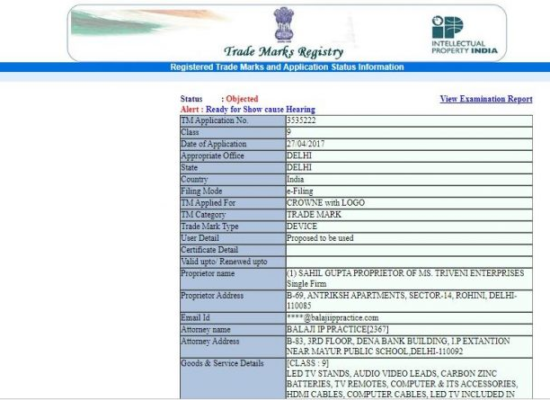 Trade Marks Registry
INTELLECTUAL
PROPERTY INDIA
Registered Trade Marks and Application Status Information
Status : Objected View Examination Report
Alert : Ready for Show cause Hearing
TM Application No. 3535222
Class 9
Date of Application 27/04/2017
Appropriate Office DELHI
State DELHI
Country India
Filing Mode e-Filing
TM Applied For CROWNE with LOGO
TM Category TRADE MARK
Trade Mark Type DEVICE
User Detail Proposed to be used
Certificate Detail
Valid upto/ Renewed upto
Proprietor name (1) SAHIL GUPTA PROPRIETOR OF MS. TRIVENI ENTERPRISES
Single Firm
Proprietor Address B-69, ANTRIKSH APARTMENTS, SECTOR-14, ROHINI, DELHI-
110085
Email Id ****@balajiippractice.com
Attorney name BALAJI IP PRACTICE[2367]
Attorney Address B-83, 3RD FLOOR, DENA BANK BUILDING, I.P EXTANTION
NEAR MAYUR PUBLIC SCHOOL,DELHI-110092
Goods & Service Details [CLASS : 9]
LED TV STANDS, AUDIO VIDEO LEADS, CARBON ZINC
BATTERIES, TV REMOTES, COMPUTER & ITS ACCESSORIES,
HDMI CABLES, COMPUTER CABLES, LED TV INCLUDED IN